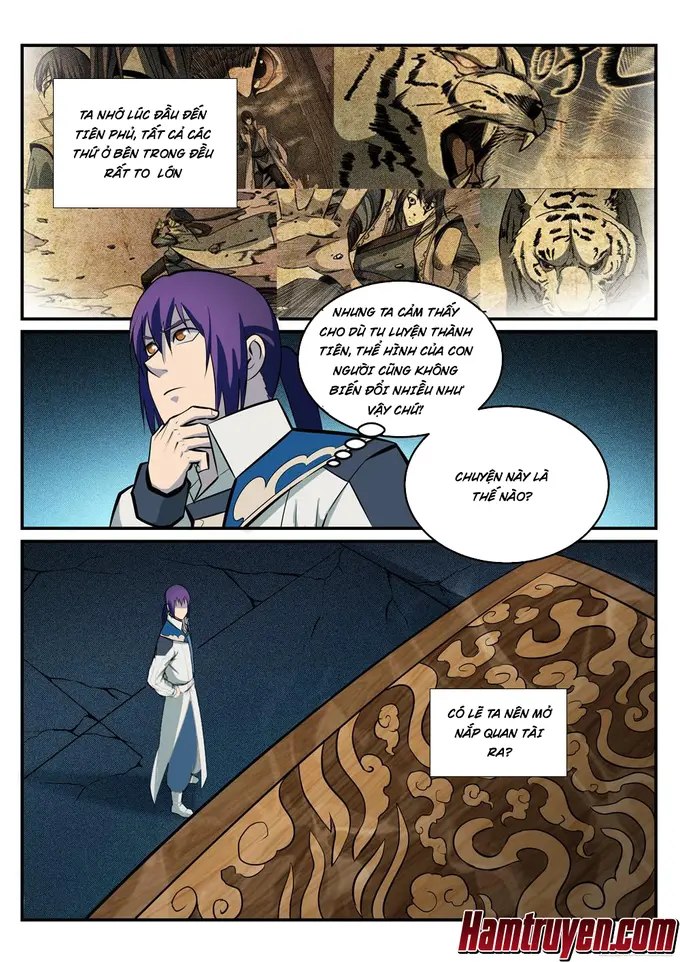 TA NHỚ LÚC ĐẦU ĐẾN
TIÊN PHỦ, TẤT CẢ CÁC
THỨ Ở BÊN TRONG ĐỀU
RẤT TO LỚN
吼
NHƯNG TA CẢM THẤY
CHO DÙ TU LUYỆN THÀNH
TIÊN, THỂ HÌNH CỦA CON
NGƯỜI CŨNG KHÔNG
BIẾN ĐỔI NHIỀU NHƯ
VẬY CHỨ!
CHUYỆN NÀY LÀ
THẾ NÀO?
CÓ LẼ TA NÊN MỞ
NẮP QUAN TÀI
RA?
Hamtruyen.com